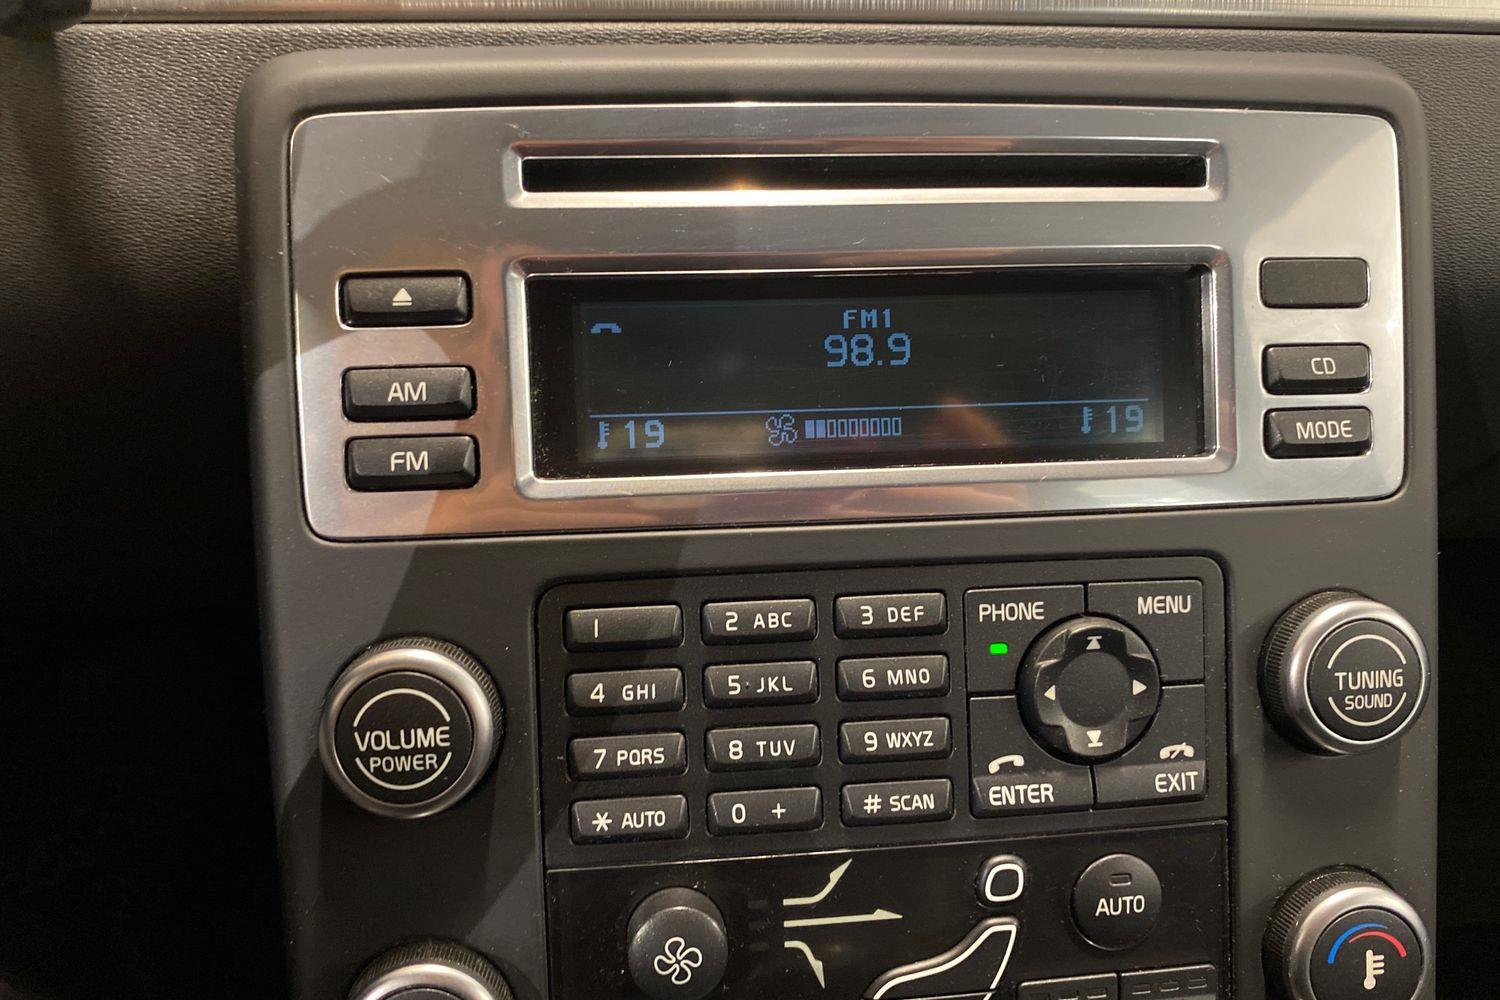 FM1
98.9
19
19
AM
FM
CD
MODE
1
2 ABC
3 DEF
4 GHI
5 JKL
6 MNO
7 PQRS
8 TUV
9 WXYZ
* AUTO
0 +
# SCAN
PHONE
MENU
ENTER
EXIT
VOLUME
POWER
TUNING
SOUND
AUTO